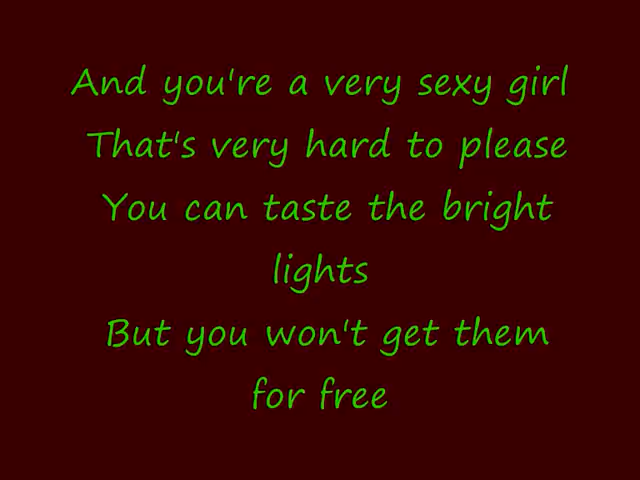 And you're a very sexy girl
That's very hard to please
You can taste the bright
lights
But you won't get them
for free